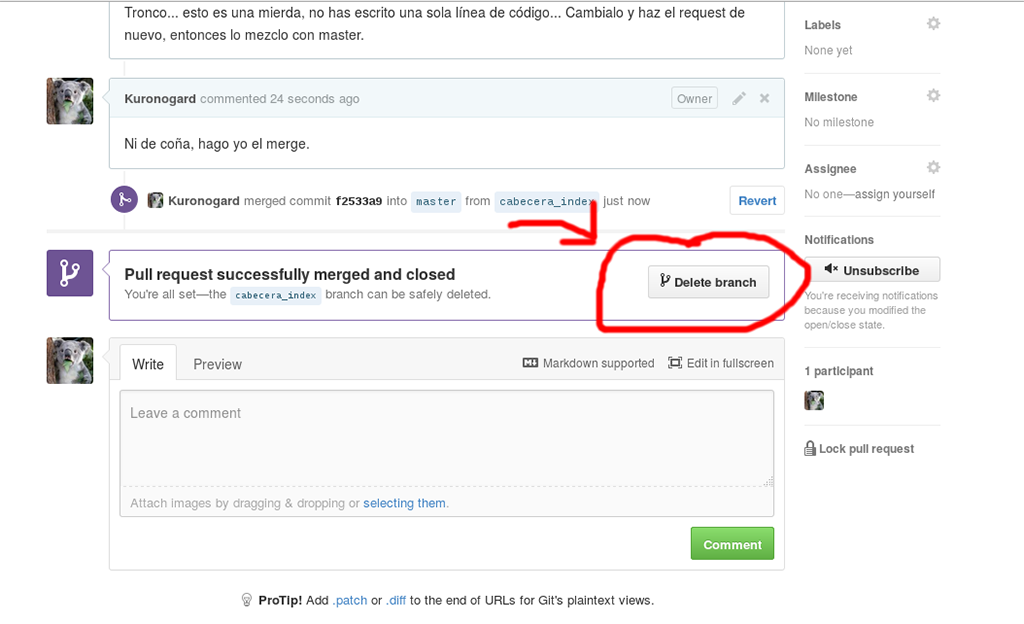 Tronco... esto es una mierda, no has escrito una sola línea de código... Cambialo y haz el request de
nuevo, entonces lo mezclo con master.
Kuronogard commented 24 seconds ago
Owner
Ni de coña, hago yo el merge.
Kuronogard merged commit f2533a9 into master from cabecera_index just now
Revert
Pull request successfully merged and closed
You're all set—the cabecera_index branch can be safely deleted.
Delete branch
Write
Preview
Markdown supported
Edit in fullscreen
Leave a comment
Attach images by dragging & dropping or selecting them.
Comment
ProTip! Add .patch or .diff to the end of URLs for Git's plaintext views.
Labels
None yet
Milestone
No milestone
Assignee
No one—assign yourself
Notifications
Unsubscribe
You're receiving notifications
because you modified the
open/close state.
1 participant
Lock pull request